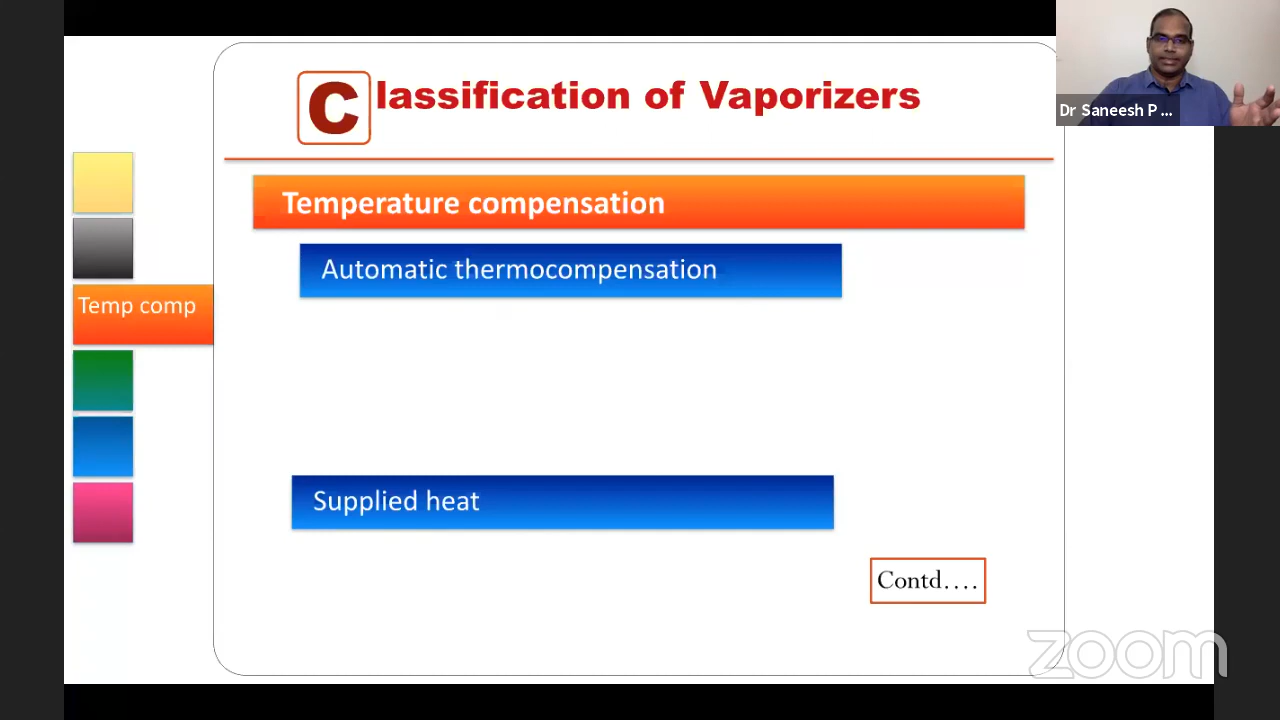 Classification of Vaporizers
Dr Saneesh P ...
Temperature compensation
Automatic thermocompensation
Temp comp
Supplied heat
Contd....
zoom